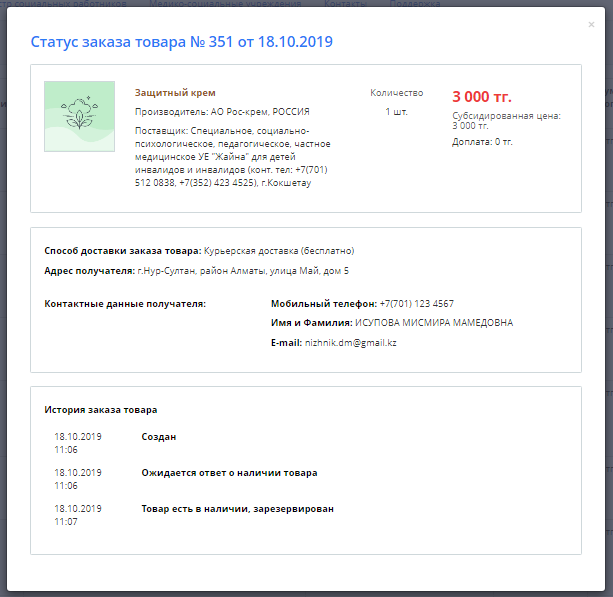 то социальных работников Медико-социальные учреждения Контакты Поддержка
×
Статус заказа товара № 351 от 18.10.2019
Защитный крем
Количество
3 000 тг.
Производитель: АО Рос-крем, РОССИЯ
1 шт.
Субсидированная цена:
3 000 тг.
Поставщик: Специальное, социально-
психологическое, педагогическое, частное
медицинское УЕ "Жайна" для детей
инвалидов и инвалидов (конт. тел: +7(701)
512 0838, +7(352) 423 4525), г.Кокшетау
Доплата: 0 тг.
Способ доставки заказа товара: Курьерская доставка (бесплатно)
Адрес получателя: г.Нур-Султан, район Алматы, улица Май, дом 5
Контактные данные получателя:
Мобильный телефон: +7(701) 123 4567
Имя и Фамилия: ИСУПОВА МИСМИРА МАМЕДОВНА
E-mail: nizhnik.dm@gmail.kz
История заказа товара
18.10.2019
11:06
Создан
18.10.2019
11:06
Ожидается ответ о наличии товара
18.10.2019
11:07
Товар есть в наличии, зарезервирован